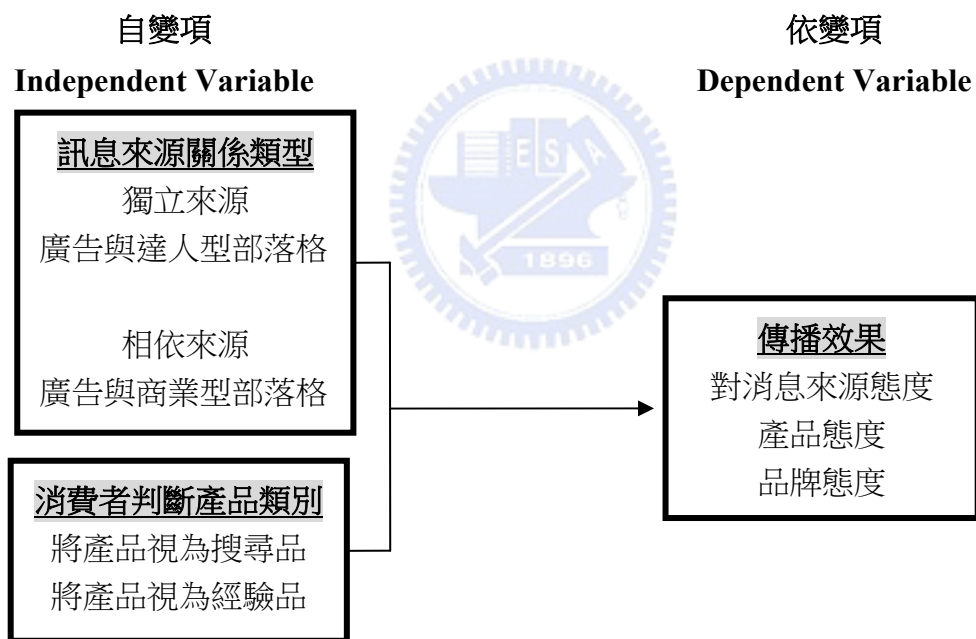 自變項
Independent Variable
訊息來源關係類型
獨立來源
廣告與達人型部落格
相依來源
廣告與商業型部落格
消費者判斷產品類別
將產品視為搜尋品
將產品視為經驗品
依變項
Dependent Variable
傳播效果
對消息來源態度
產品態度
品牌態度
E S A
1896